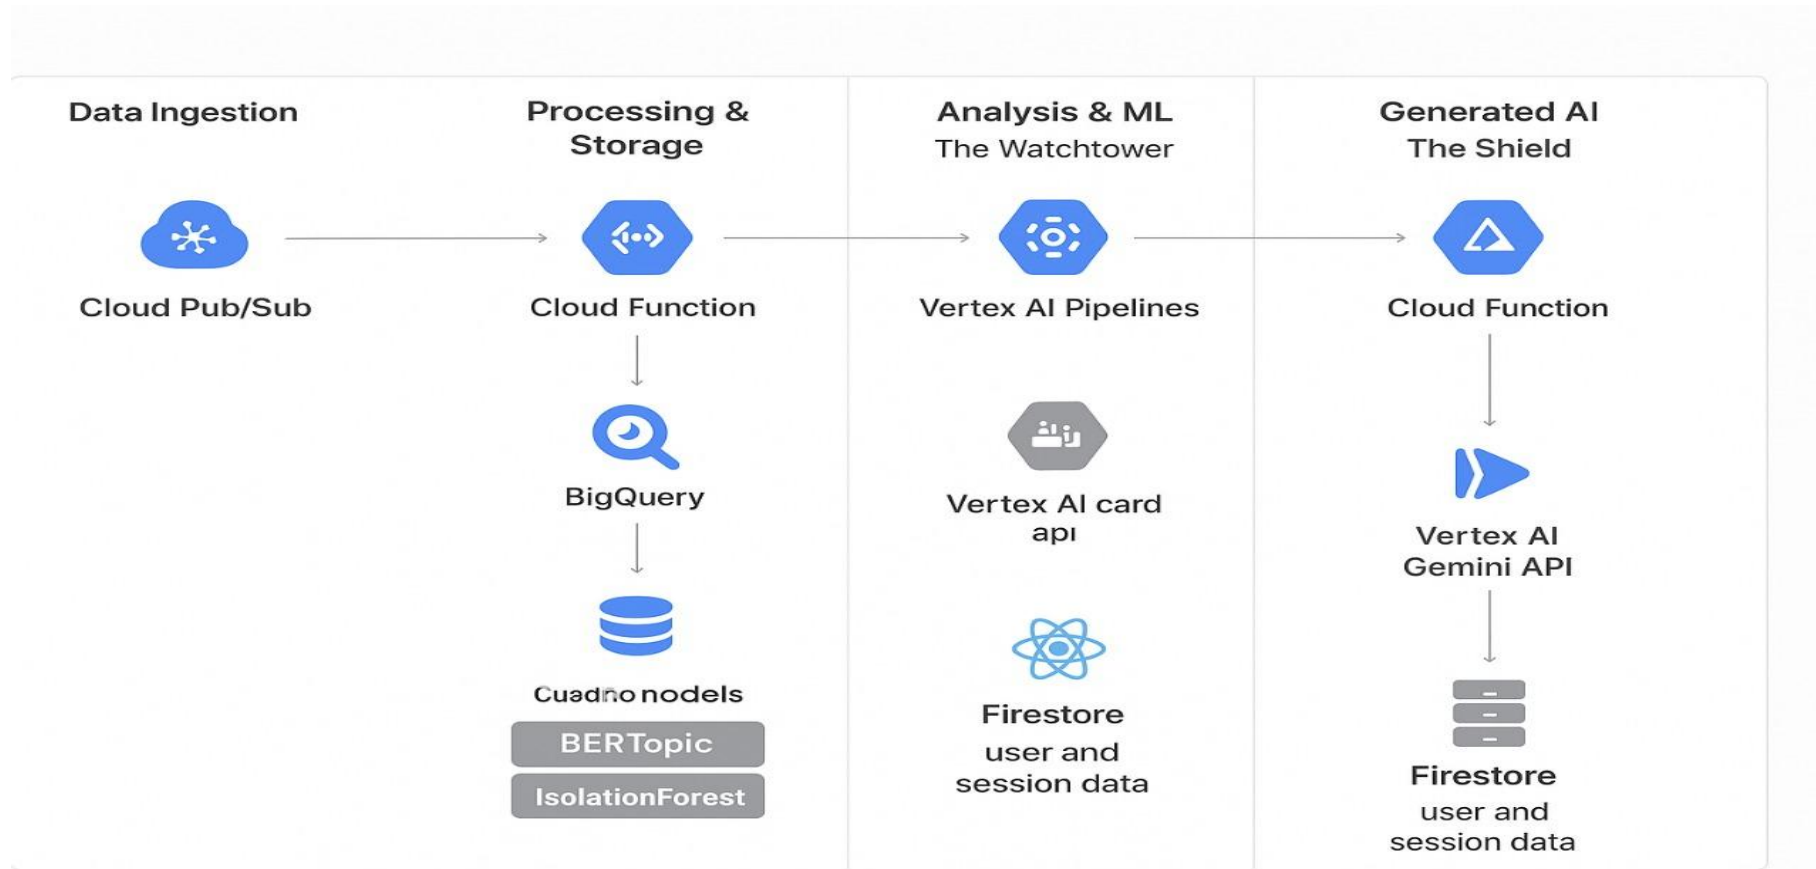 Data Ingestion
Cloud Pub/Sub
Processing &
Storage
Cloud Function
BigQuery
nodels
BERTopic
IsolationForest
Analysis & ML
The Watchtower
Vertex AI Pipelines
Vertex AI card
api
Firestore
user and
session data
Generated AI
The Shield
Cloud Function
Vertex AI
Gemini API
Firestore
user and
session data